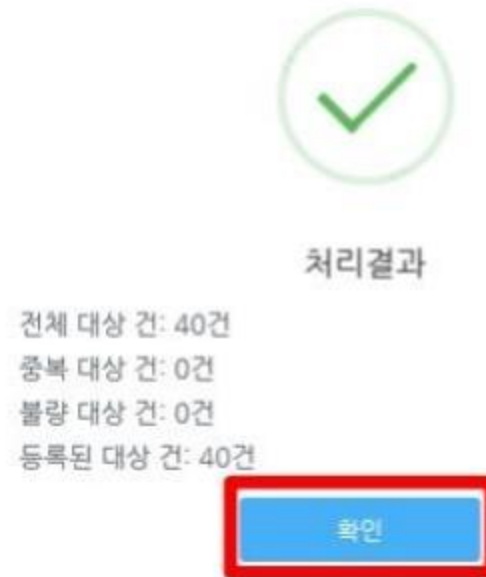 처리결과
전체 대상 건: 40건
중복 대상 건: 0건
불량 대상 건: 0건
등록된 대상 건: 40건
확인